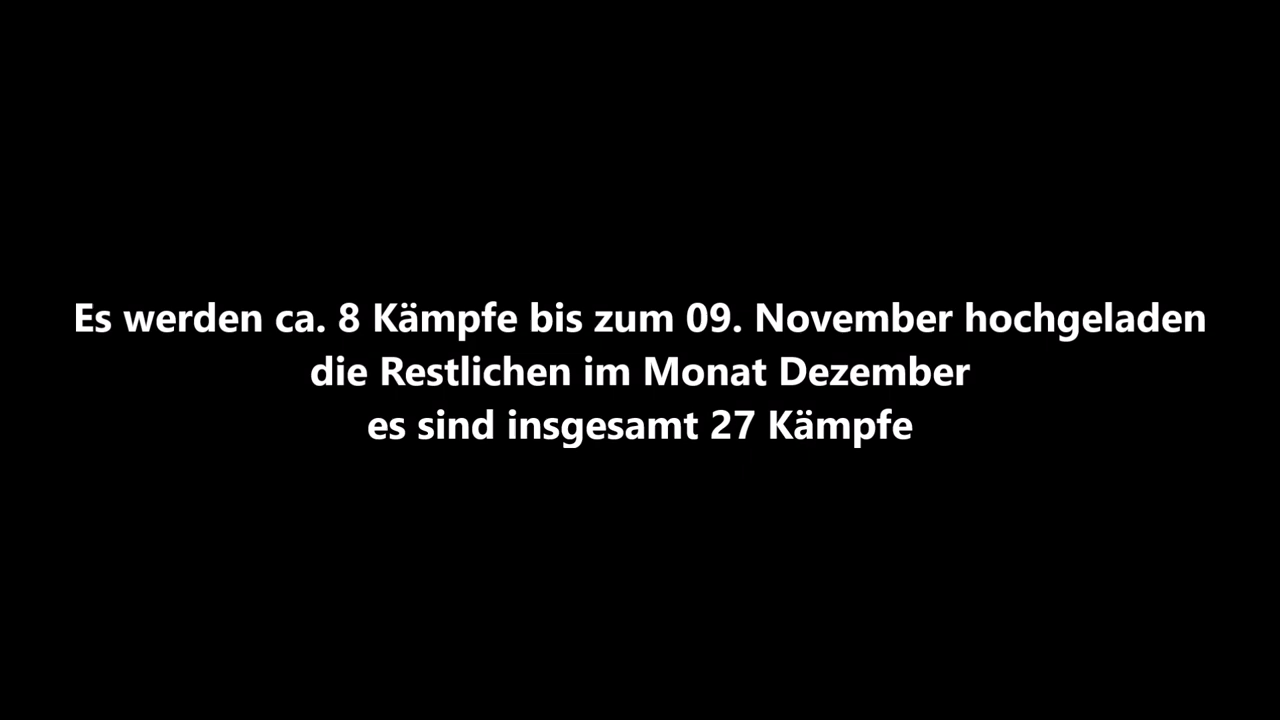 Es werden ca. 8 Kämpfe bis zum 09. November hochgeladen
die Restlichen im Monat Dezember
es sind insgesamt 27 Kämpfe